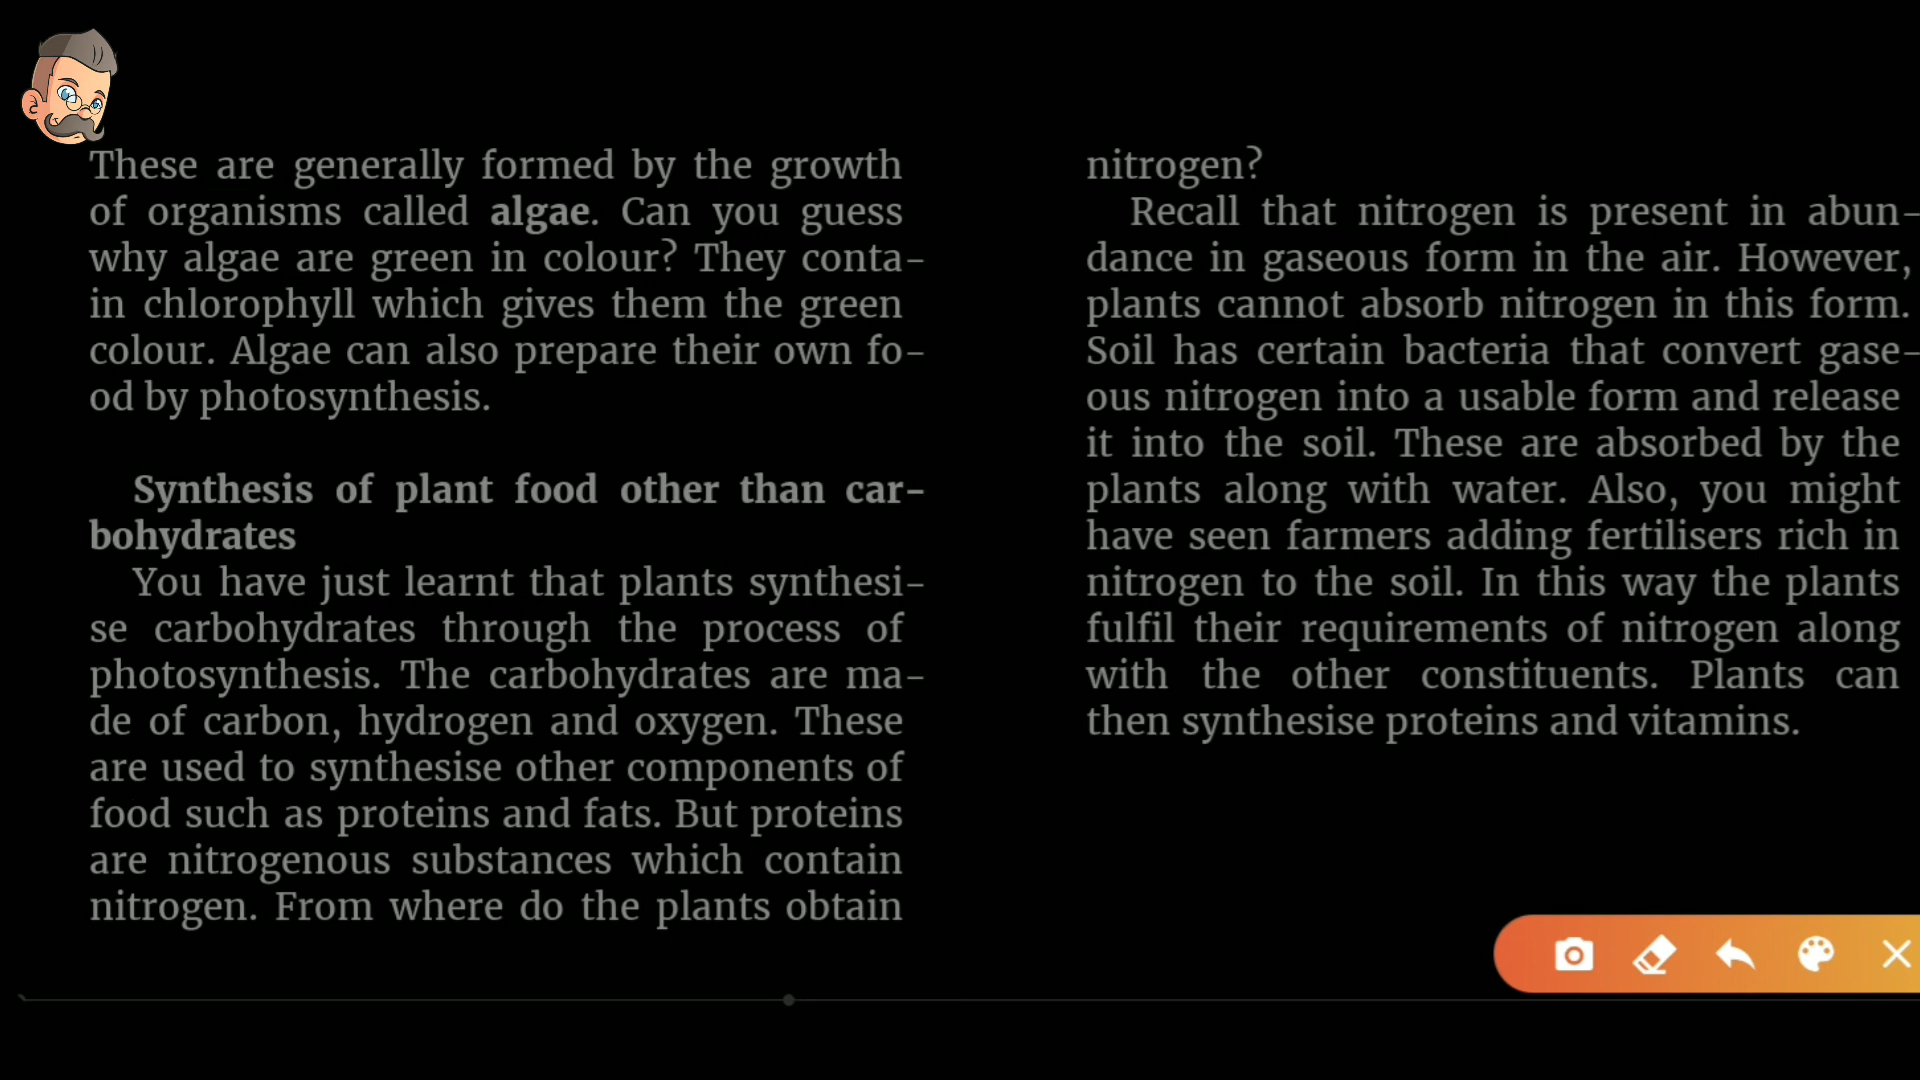 These are generally formed by the growth
of organisms called algae. Can you guess
why algae are green in colour? They conta-
in chlorophyll which gives them the green
colour. Algae can also prepare their own fo-
od by photosynthesis.
Synthesis of plant food other than car-
bohydrates
You have just learnt that plants synthesi-
se carbohydrates through the process of
photosynthesis. The carbohydrates are ma-
de of carbon, hydrogen and oxygen. These
are used to synthesise other components of
food such as proteins and fats. But proteins
are nitrogenous substances which contain
nitrogen. From where do the plants obtain
nitrogen?
Recall that nitrogen is present in abun-
dance in gaseous form in the air. However,
plants cannot absorb nitrogen in this form.
Soil has certain bacteria that convert gase-
ous nitrogen into a usable form and release
it into the soil. These are absorbed by the
plants along with water. Also, you might
have seen farmers adding fertilisers rich in
nitrogen to the soil. In this way the plants
fulfil their requirements of nitrogen along
with the other constituents. Plants can
then synthesise proteins and vitamins.